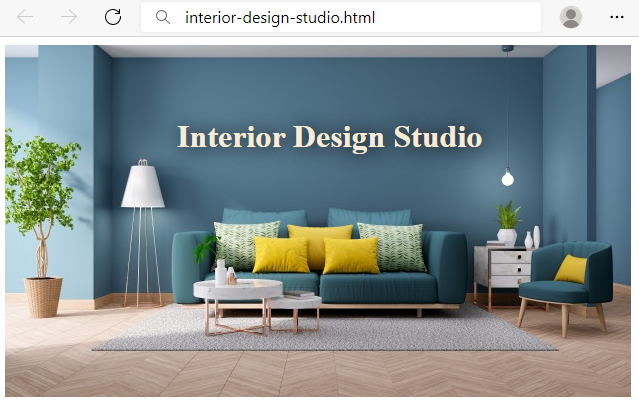 interior-design-studio.html
Interior Design Studio